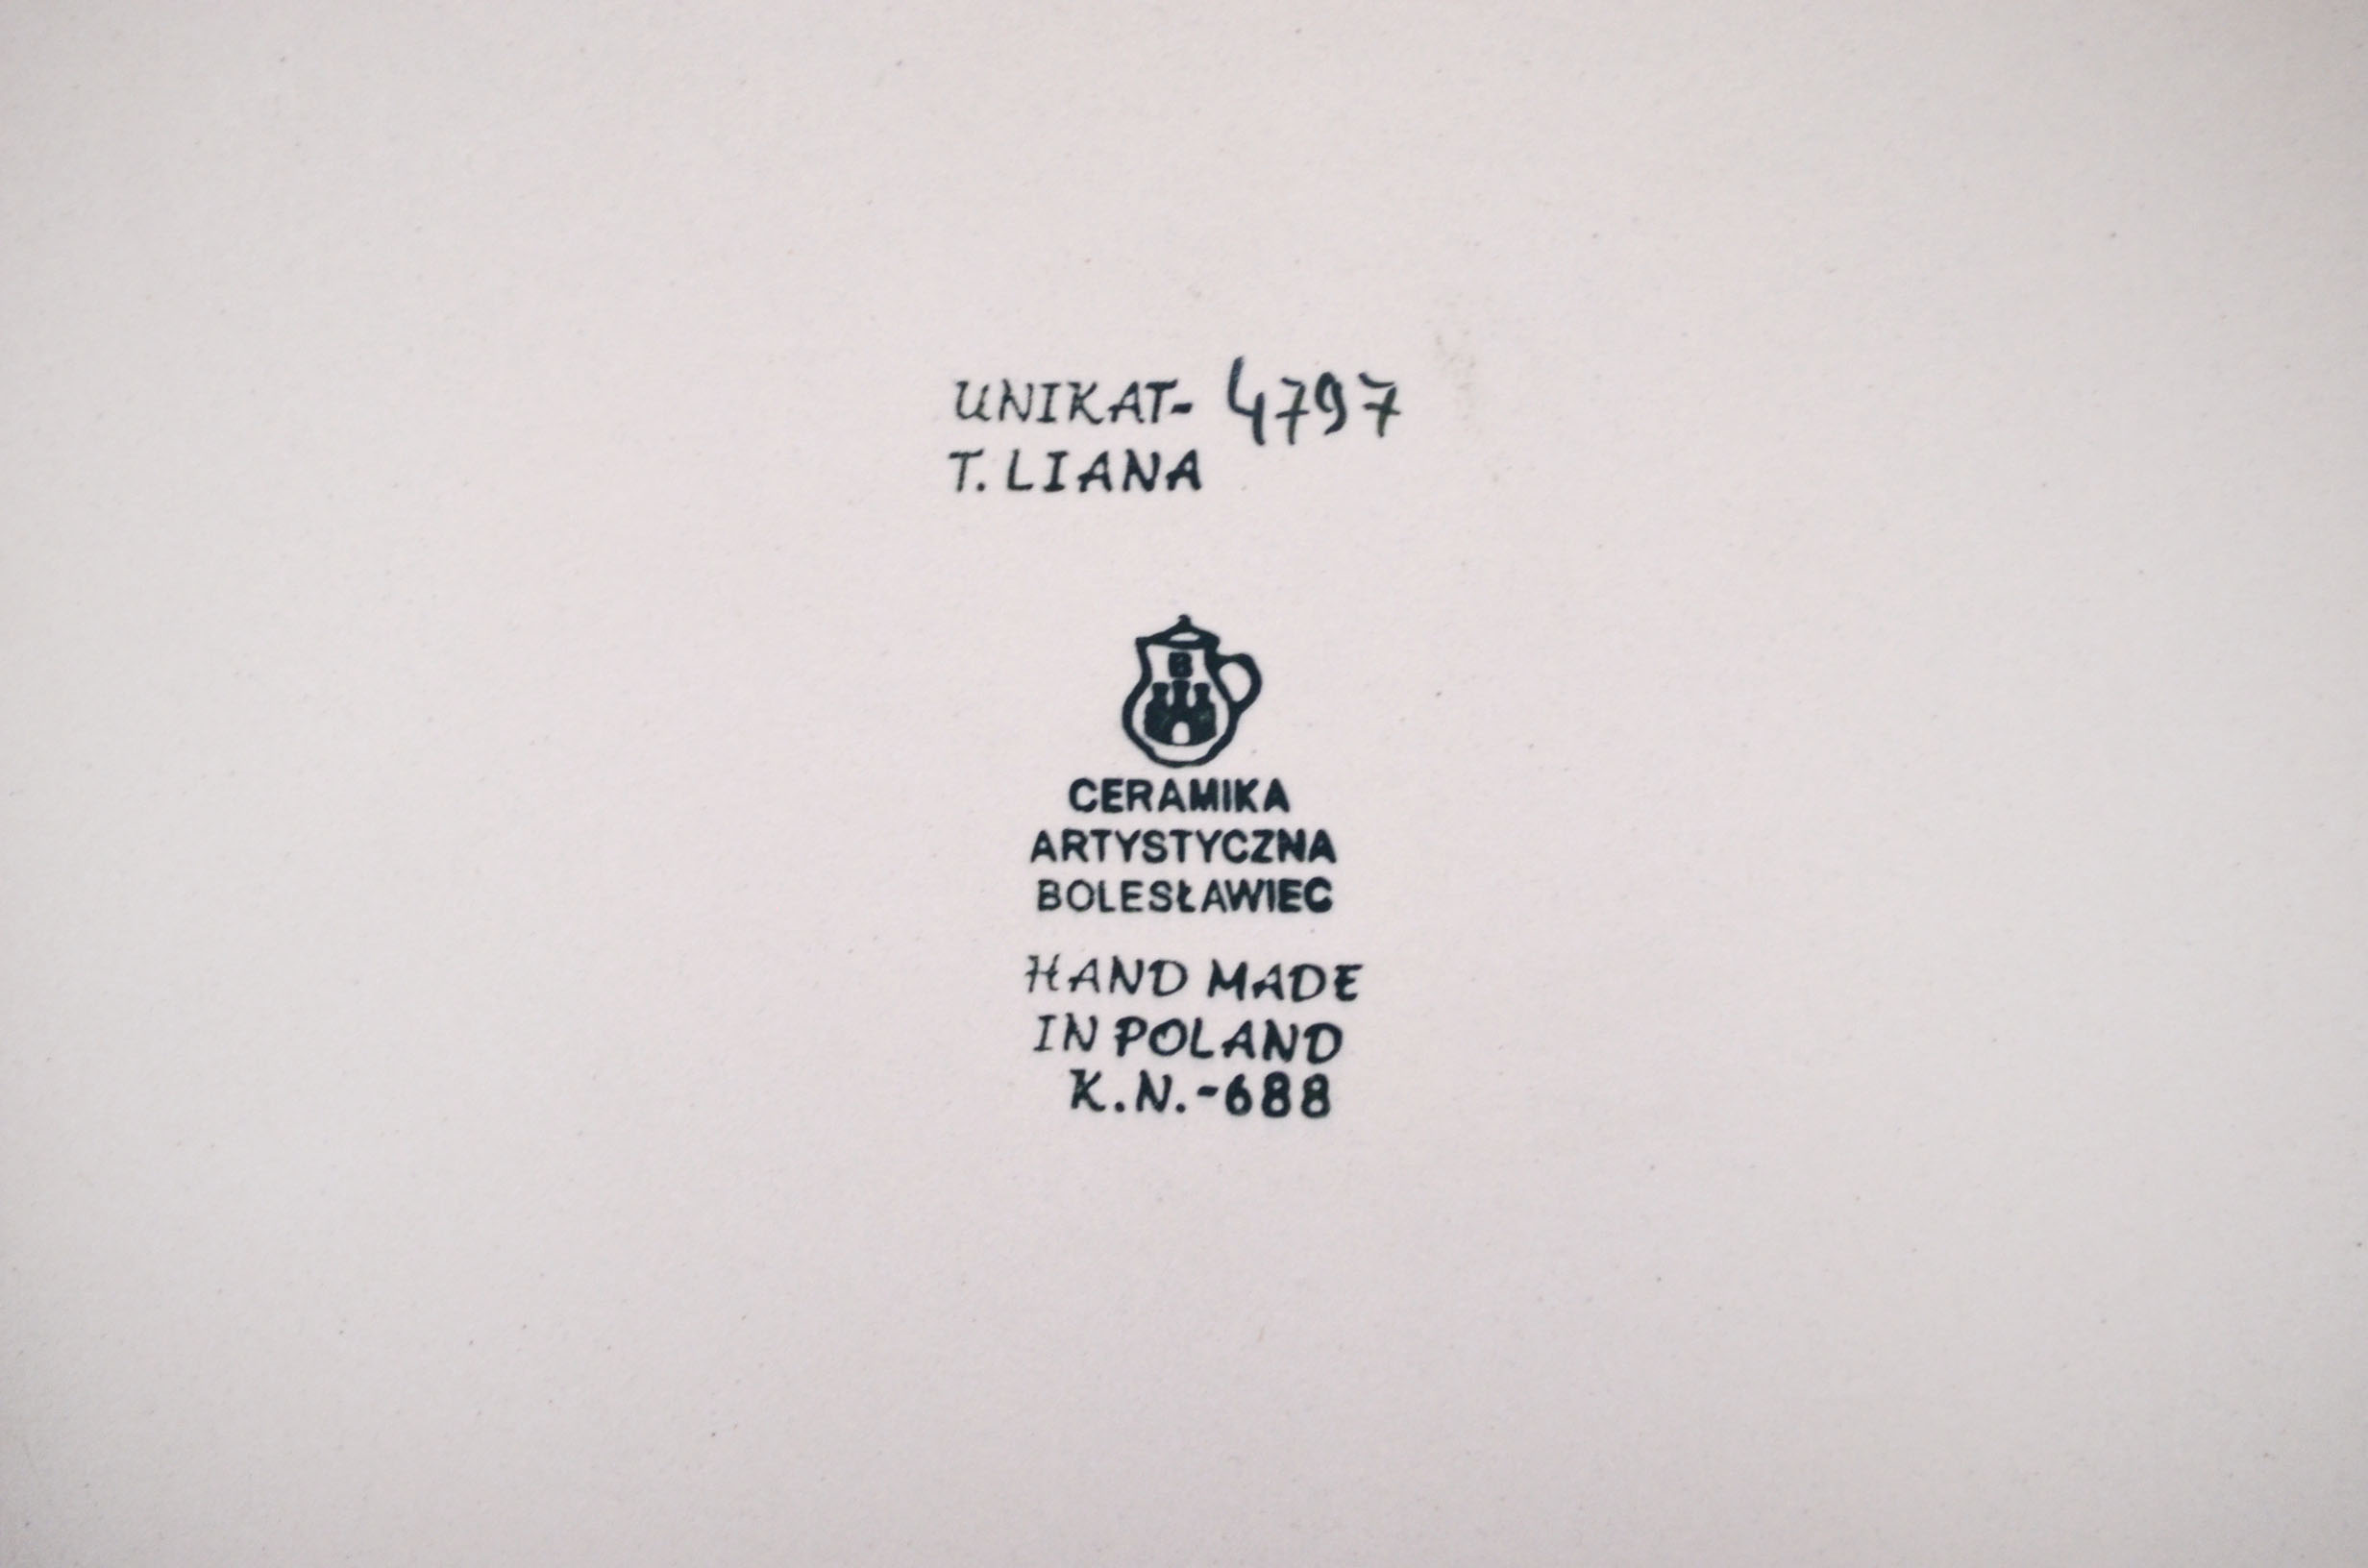 UNIKAT- 4797
T. LIANA
B
CERAMIKA
ARTYSTYCZNA
BOLESŁAWIEC
HAND MADE
IN POLAND
K.N.-688